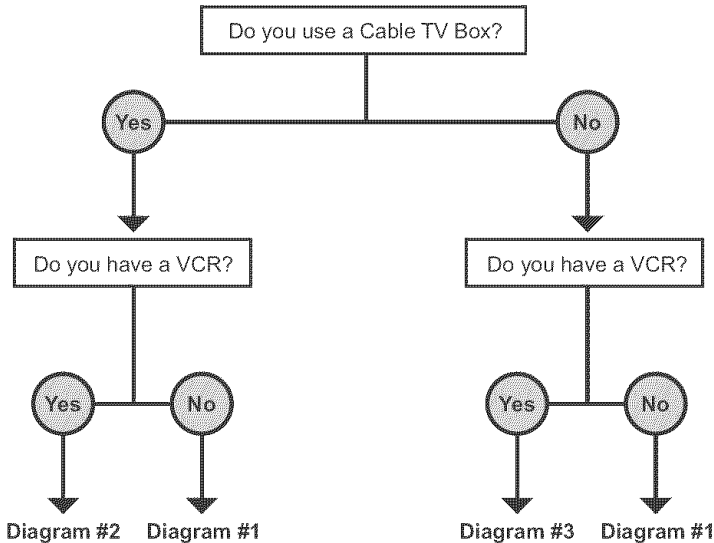 Do you use a Cable TV Box?
Yes
No
Do you have a VCR?
Do you have a VCR?
Yes
No
Yes
No
Diagram #2
Diagram #1
Diagram #3
Diagram #1